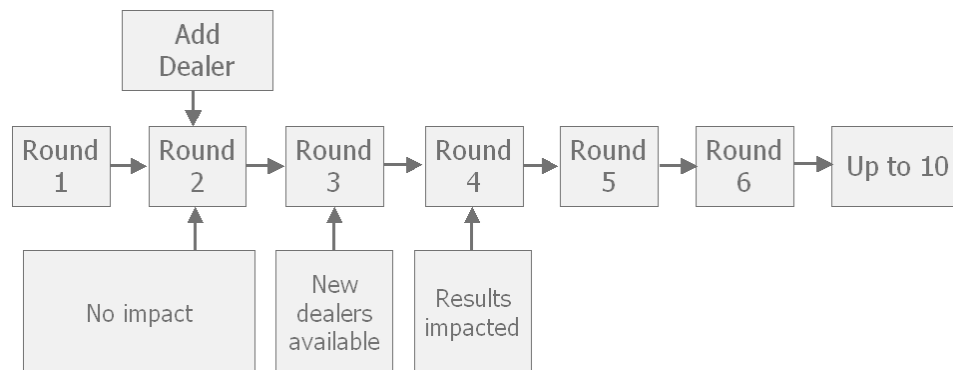 Add
Dealer
Round
1
Round
2
Round
3
Round
4
Round
5
Round
6
Up to 10
No impact
New
dealers
available
Results
impacted